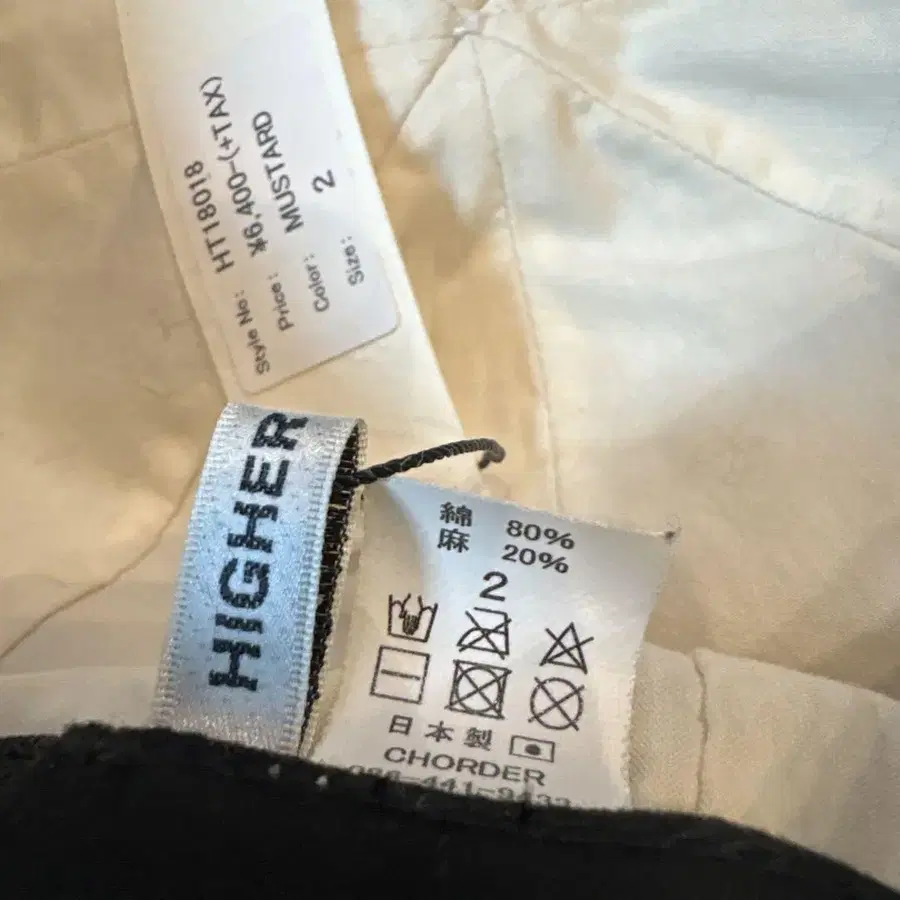 Style No: HT18018
Price: ¥6,400-(+TAX)
Color: MUSTARD
Size: 2
HIGHER
綿 80%
麻 20%
2
日本製
CHORDER